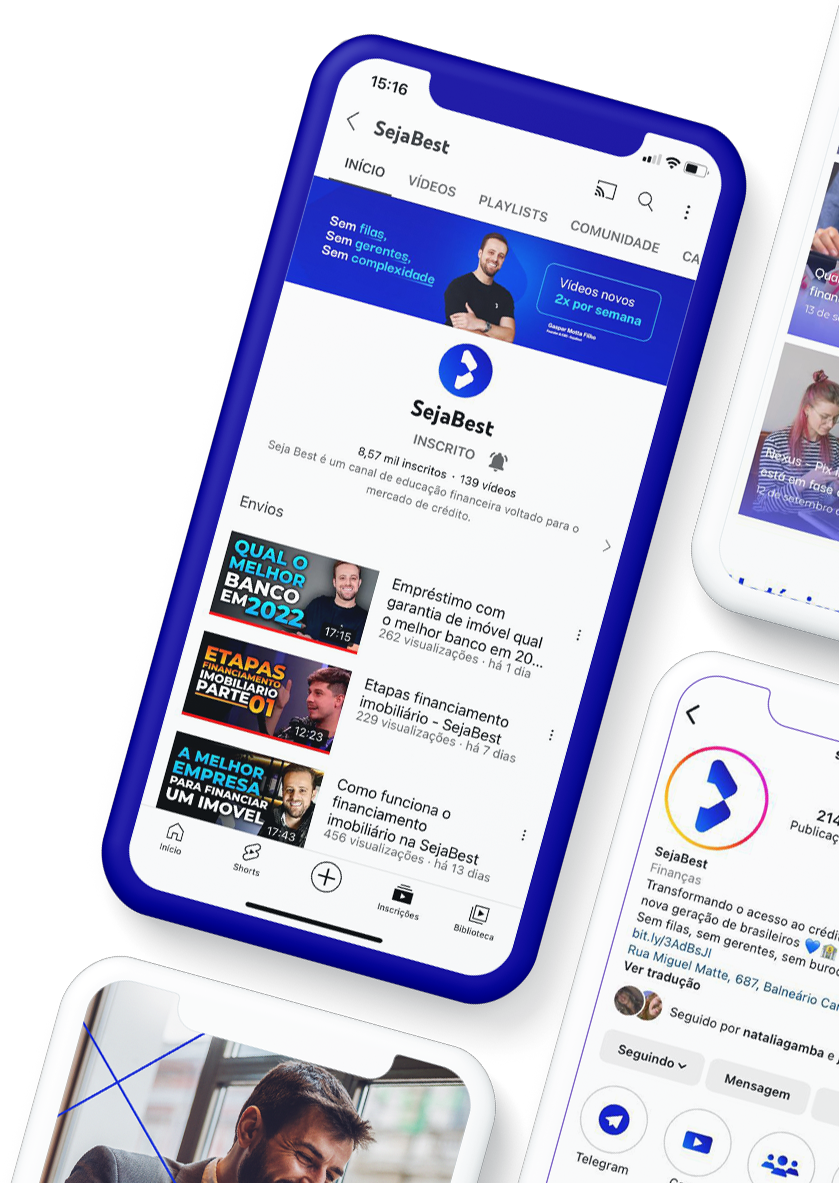 15:16
SejaBest
INÍCIO
VÍDEOS
PLAYLISTS
COMUNIDADE
CA
Sem filas,
Sem gerentes,
Sem complexidade
Vídeos novos
2x por semana
Gaspar Motta Filho
SejaBest
INSCRITO
8,57 mil inscritos · 139 vídeos
Seja Best é um canal de educação financeira voltado para o
mercado de crédito.
Envios
QUAL O
MELHOR
BANCO
EM 2022
17:15
Empréstimo com
garantia de imóvel qual
o melhor banco em 20...
262 visualizações · há 1 dia
ETAPAS
FINANCIAMENTO
IMOBILIARIO
PARTE 01
12:23
Etapas financiamento
imobiliário - SejaBest
229 visualizações · há 7 dias
A MELHOR
EMPRESA
PARA FINANCIAR
UM IMOVEL
17:43
Como funciona o
financiamento
imobiliário na SejaBest
456 visualizações · há 13 dias
Início
Shorts
Inscrições
Biblioteca
Qua
finan
13 de s
Nexus – Pix
está em fase
12 de setembro
214
Publicaç
SejaBest
Finanças
Transformando o acesso ao crédi
nova geração de brasileiros 💙🏦
Sem filas, sem gerentes, sem buroc
bit.ly/3AdBsJl
Rua Miguel Matte, 687, Balneário Car
Ver tradução
Seguido por nataliagamba e j
Seguindo
Mensagem
Telegram